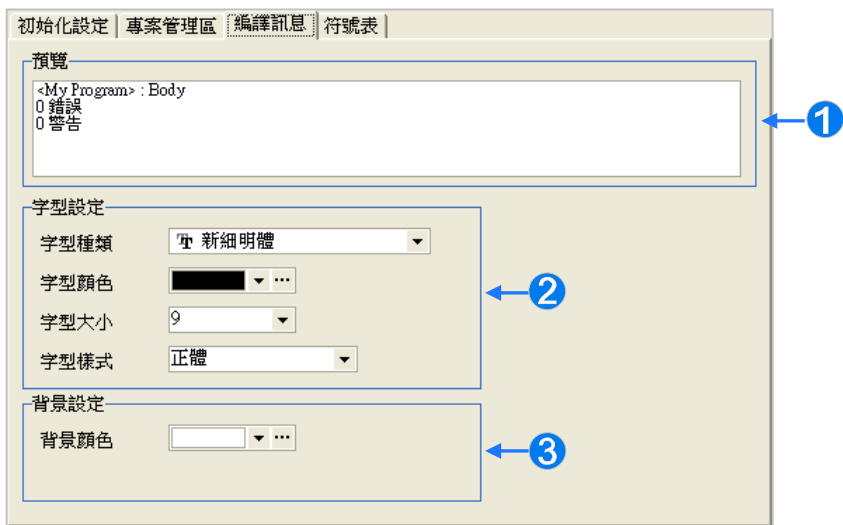 初始化設定 專案管理區 編譯訊息 符號表
預覽
<My Program> : Body
0 錯誤
0 警告
1
字型設定
字型種類 新細明體
字型顏色 ...
2
字型大小 9
字型樣式 正體
背景設定
背景顏色 ...
3